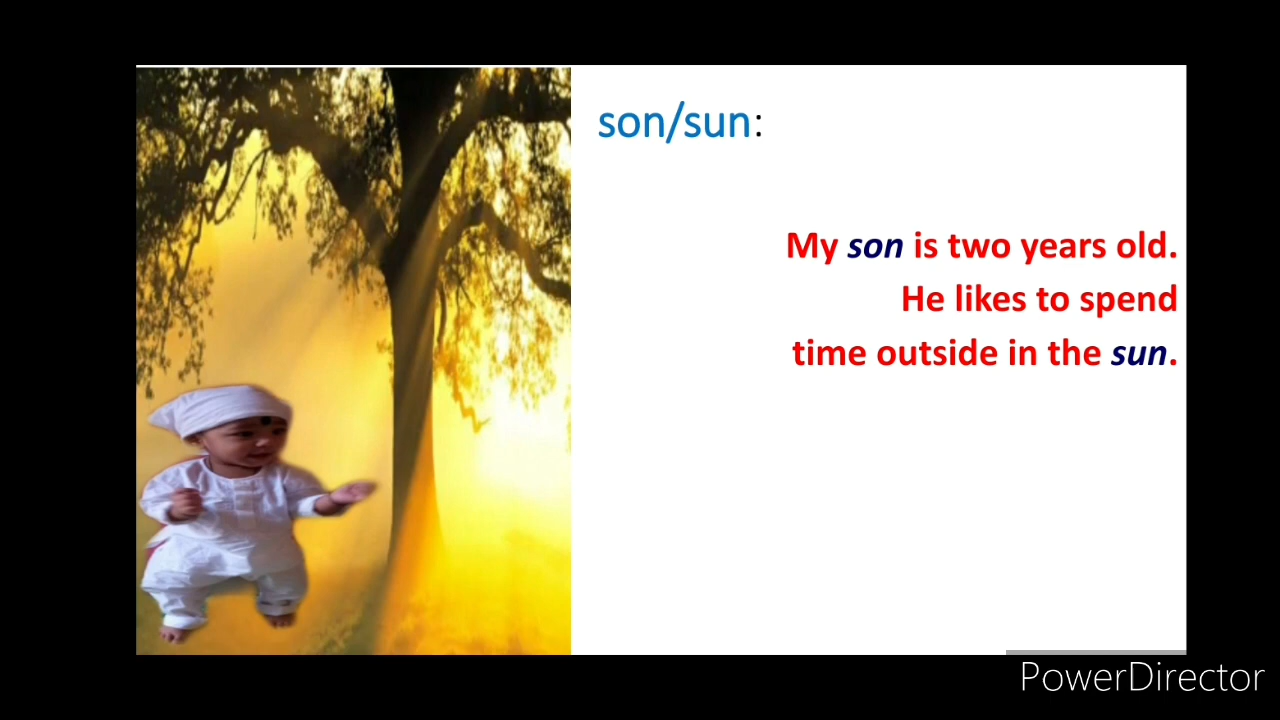 son/sun:
My son is two years old.
He likes to spend
time outside in the sun.
PowerDirector